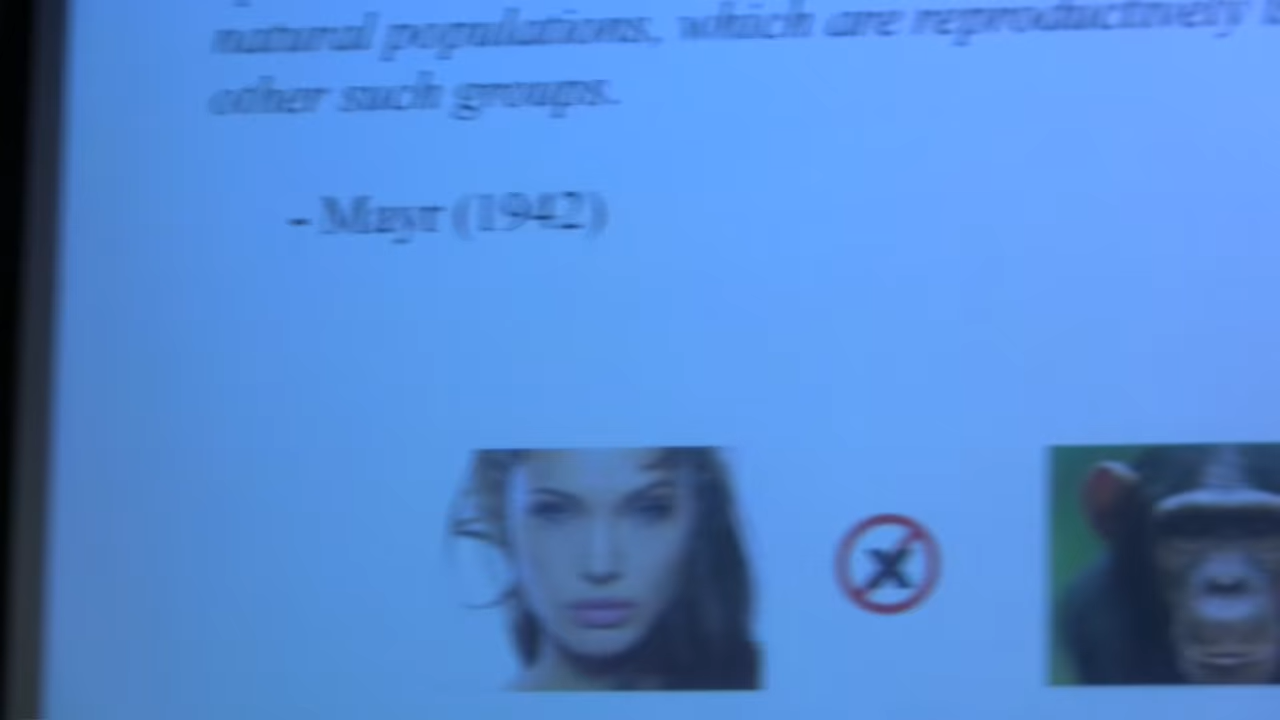 natural populations, which are reproductively
other such groups.
- Mayr (1942)
X